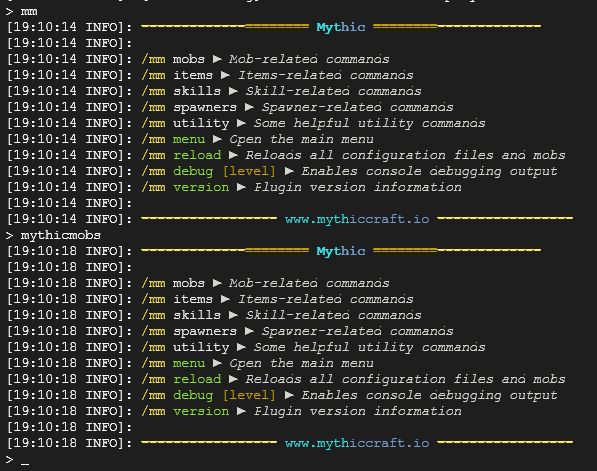 > mm
[19:10:14 INFO]: -------------======== Mythic ========-------------
[19:10:14 INFO]:
[19:10:14 INFO]: /mm mobs ► Mob-related commands
[19:10:14 INFO]: /mm items ► Items-related commands
[19:10:14 INFO]: /mm skills ► Skill-related commands
[19:10:14 INFO]: /mm spawners ► Spawner-related commands
[19:10:14 INFO]: /mm utility ► Some helpful utility commands
[19:10:14 INFO]: /mm menu ► Open the main menu
[19:10:14 INFO]: /mm reload ► Reloads all configuration files and mobs
[19:10:14 INFO]: /mm debug [level] ► Enables console debugging output
[19:10:14 INFO]: /mm version ► Plugin version information
[19:10:14 INFO]:
[19:10:14 INFO]: ----------------- www.mythiccraft.io -----------------
> mythicmobs
[19:10:18 INFO]: -------------======== Mythic ========-------------
[19:10:18 INFO]:
[19:10:18 INFO]: /mm mobs ► Mob-related commands
[19:10:18 INFO]: /mm items ► Items-related commands
[19:10:18 INFO]: /mm skills ► Skill-related commands
[19:10:18 INFO]: /mm spawners ► Spawner-related commands
[19:10:18 INFO]: /mm utility ► Some helpful utility commands
[19:10:18 INFO]: /mm menu ► Open the main menu
[19:10:18 INFO]: /mm reload ► Reloads all configuration files and mobs
[19:10:18 INFO]: /mm debug [level] ► Enables console debugging output
[19:10:18 INFO]: /mm version ► Plugin version information
[19:10:18 INFO]:
[19:10:18 INFO]: ----------------- www.mythiccraft.io -----------------
> _